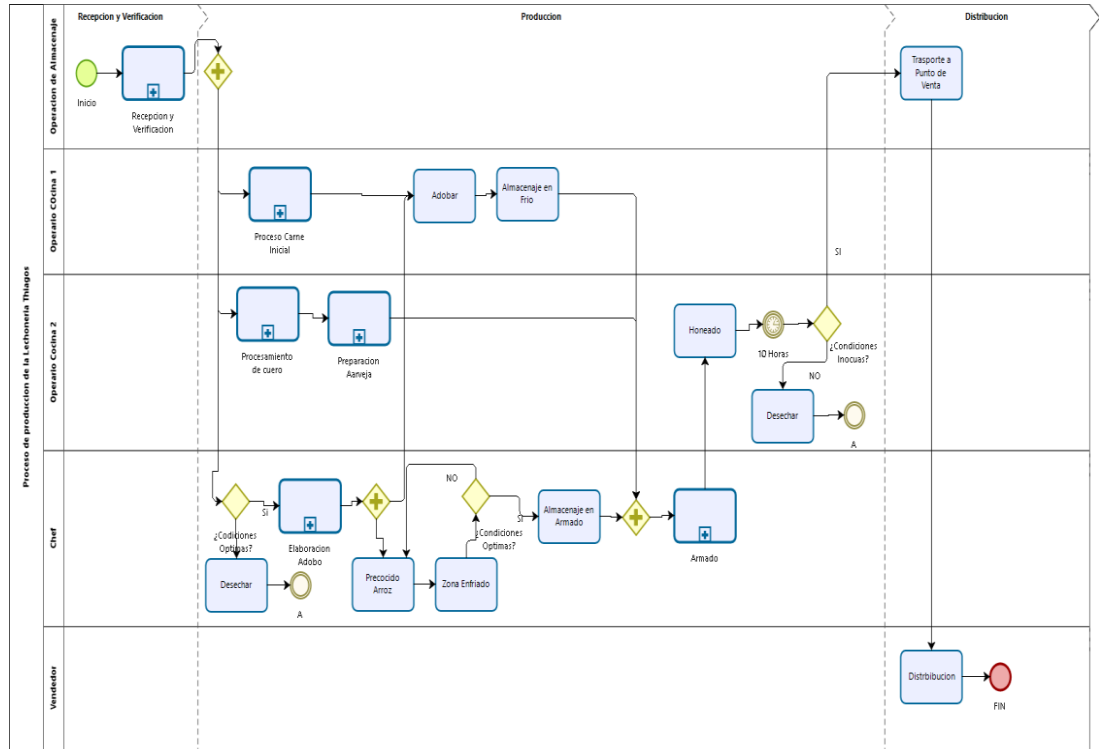 Recepcion y Verificacion
Produccion
Distribucion
Proceso de produccion de la Lechoneria Thiagos
Operacion de Almacenaje
Inicio
Recepcion y
Verificacion
Trasporte a
Punto de
Venta
Operario COcina 1
Proceso Carne
Inicial
Adobar
Almacenaje en
Frio
SI
Operario Cocina 2
Procesamiento
de cuero
Preparacion
Aarveja
Honeado
10 Horas
¿Condiciones
Inocuas?
NO
Desechar
A
Chef
¿Codiciones
Optimas?
Si
Elaboracion
Adobo
NO
¿Condiciones
Optimas?
SI
Almacenaje en
Armado
Armado
Desechar
A
Precocido
Arroz
Zona Enfriado
Vendedor
Distrbibucion
FIN